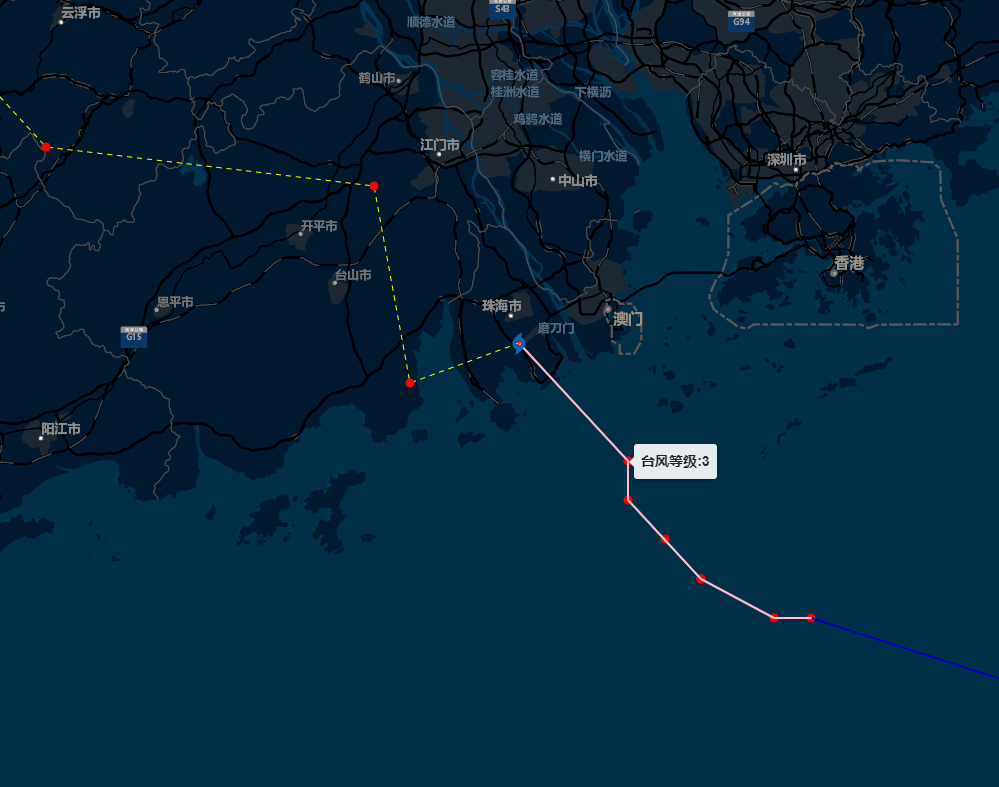 云浮市
S43
顺德水道
G94
鹤山市
容桂水道
桂洲水道
下横沥
鸡鸦水道
江门市
横门水道
深圳市
中山市
开平市
香港
台山市
恩平市
珠海市
市
澳门
磨刀门
G15
阳江市
台风等级:3